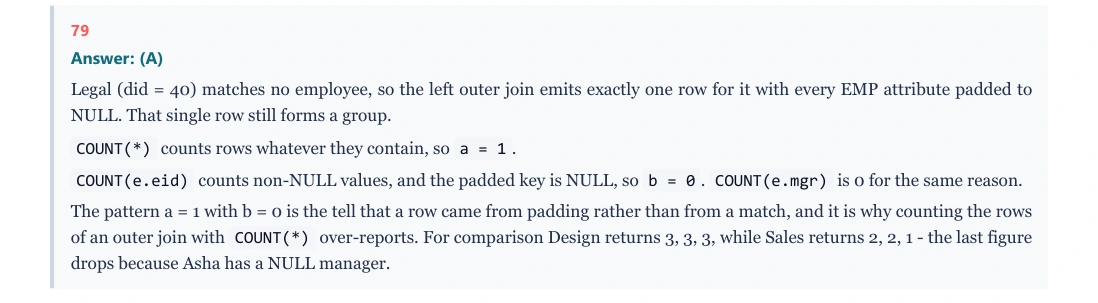 79
Answer: (A)
Legal (did = 40) matches no employee, so the left outer join emits exactly one row for it with every EMP attribute padded to
NULL. That single row still forms a group.
COUNT(*) counts rows whatever they contain, so a = 1.
COUNT(e.eid) counts non-NULL values, and the padded key is NULL, so b = 0. COUNT(e.mgr) is 0 for the same reason.
The pattern a = 1 with b = 0 is the tell that a row came from padding rather than from a match, and it is why counting the rows
of an outer join with COUNT(*) over-reports. For comparison Design returns 3, 3, 3, while Sales returns 2, 2, 1 - the last figure
drops because Asha has a NULL manager.